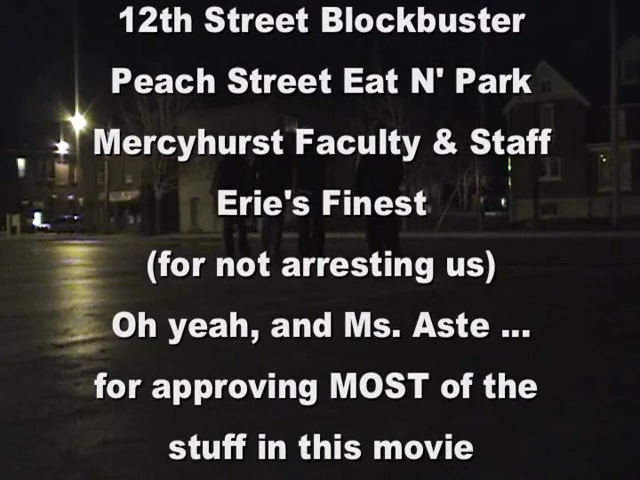 12th Street Blockbuster
Peach Street Eat N' Park
Mercyhurst Faculty & Staff
Erie's Finest
(for not arresting us)
Oh yeah, and Ms. Aste ...
for approving MOST of the
stuff in this movie